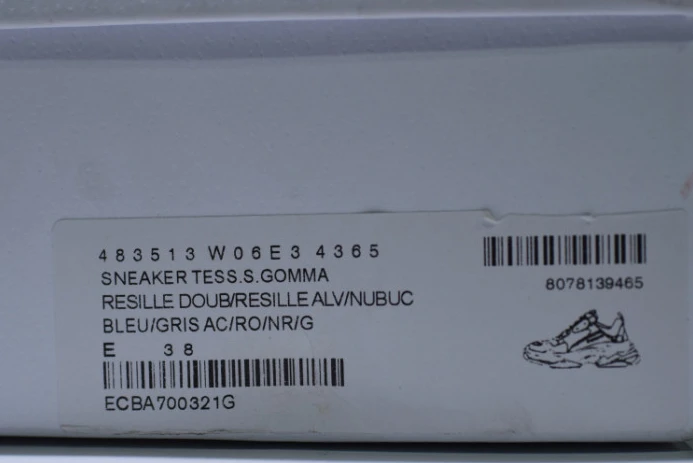 483513 W06E3 4365
8078139465
SNEAKER TESS.S.GOMMA
RESILLE DOUB/RESILLE ALV/NUBUC
BLEU/GRIS AC/RO/NR/G
E 38
ECBA700321G